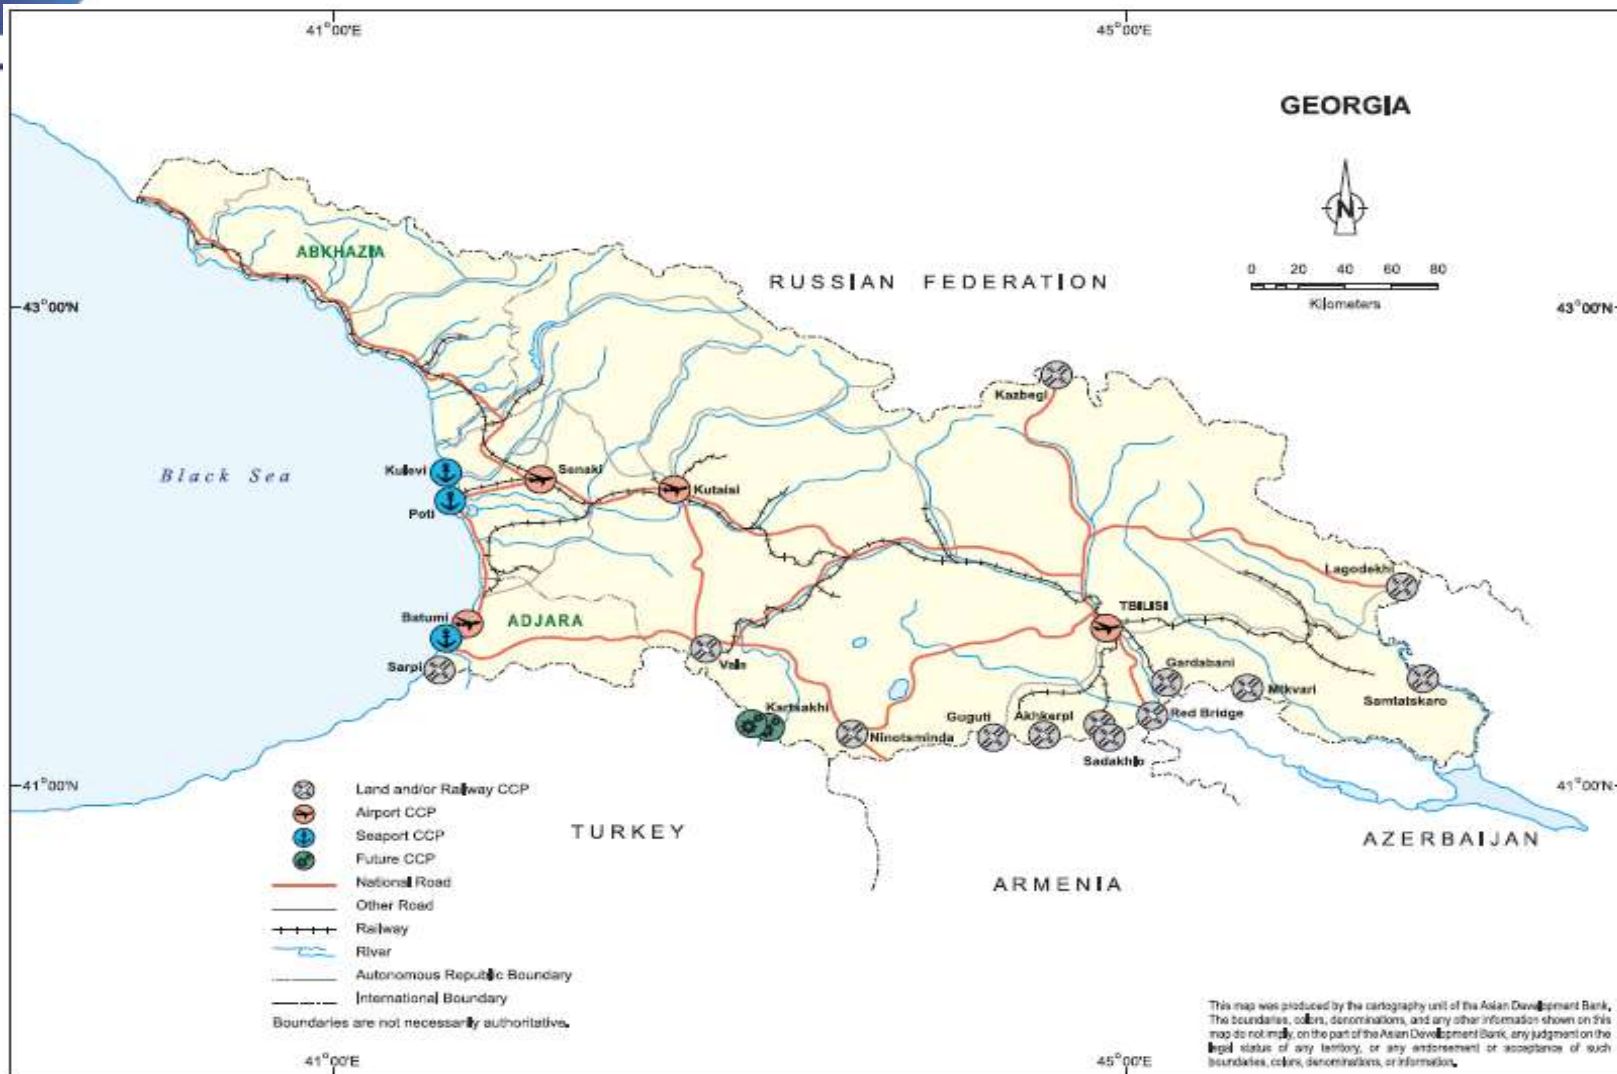 41°00'E
45°00'E
GEORGIA
N
ABKHAZIA
RUSSIAN FEDERATION
0 20 40 60 80
Kilometers
43°00'N
43°00'N
Kazbegi
Black Sea
Kulevi
Senaki
Kutaisi
Poti
Lagodekhi
Batumi
ADJARA
TBILISI
Sarpi
Vale
Gardabani
Mtkvari
Samtatskaro
Kartsakhi
Guguti
Akhkerpi
Red Bridge
Ninotsminda
Sadakhlo
41°00'N
41°00'N
Land and/or Railway CCP
Airport CCP
Seaport CCP
Future CCP
National Road
Other Road
Railway
River
Autonomous Republic Boundary
International Boundary
Boundaries are not necessarily authoritative.
TURKEY
ARMENIA
AZERBAIJAN
This map was produced by the cartography unit of the Asian Development Bank.
The boundaries, colors, denominations, and any other information shown on this
map do not imply, on the part of the Asian Development Bank, any judgment on the
legal status of any territory, or any endorsement or acceptance of such
boundaries, colors, denominations, or information.
41°00'E
45°00'E